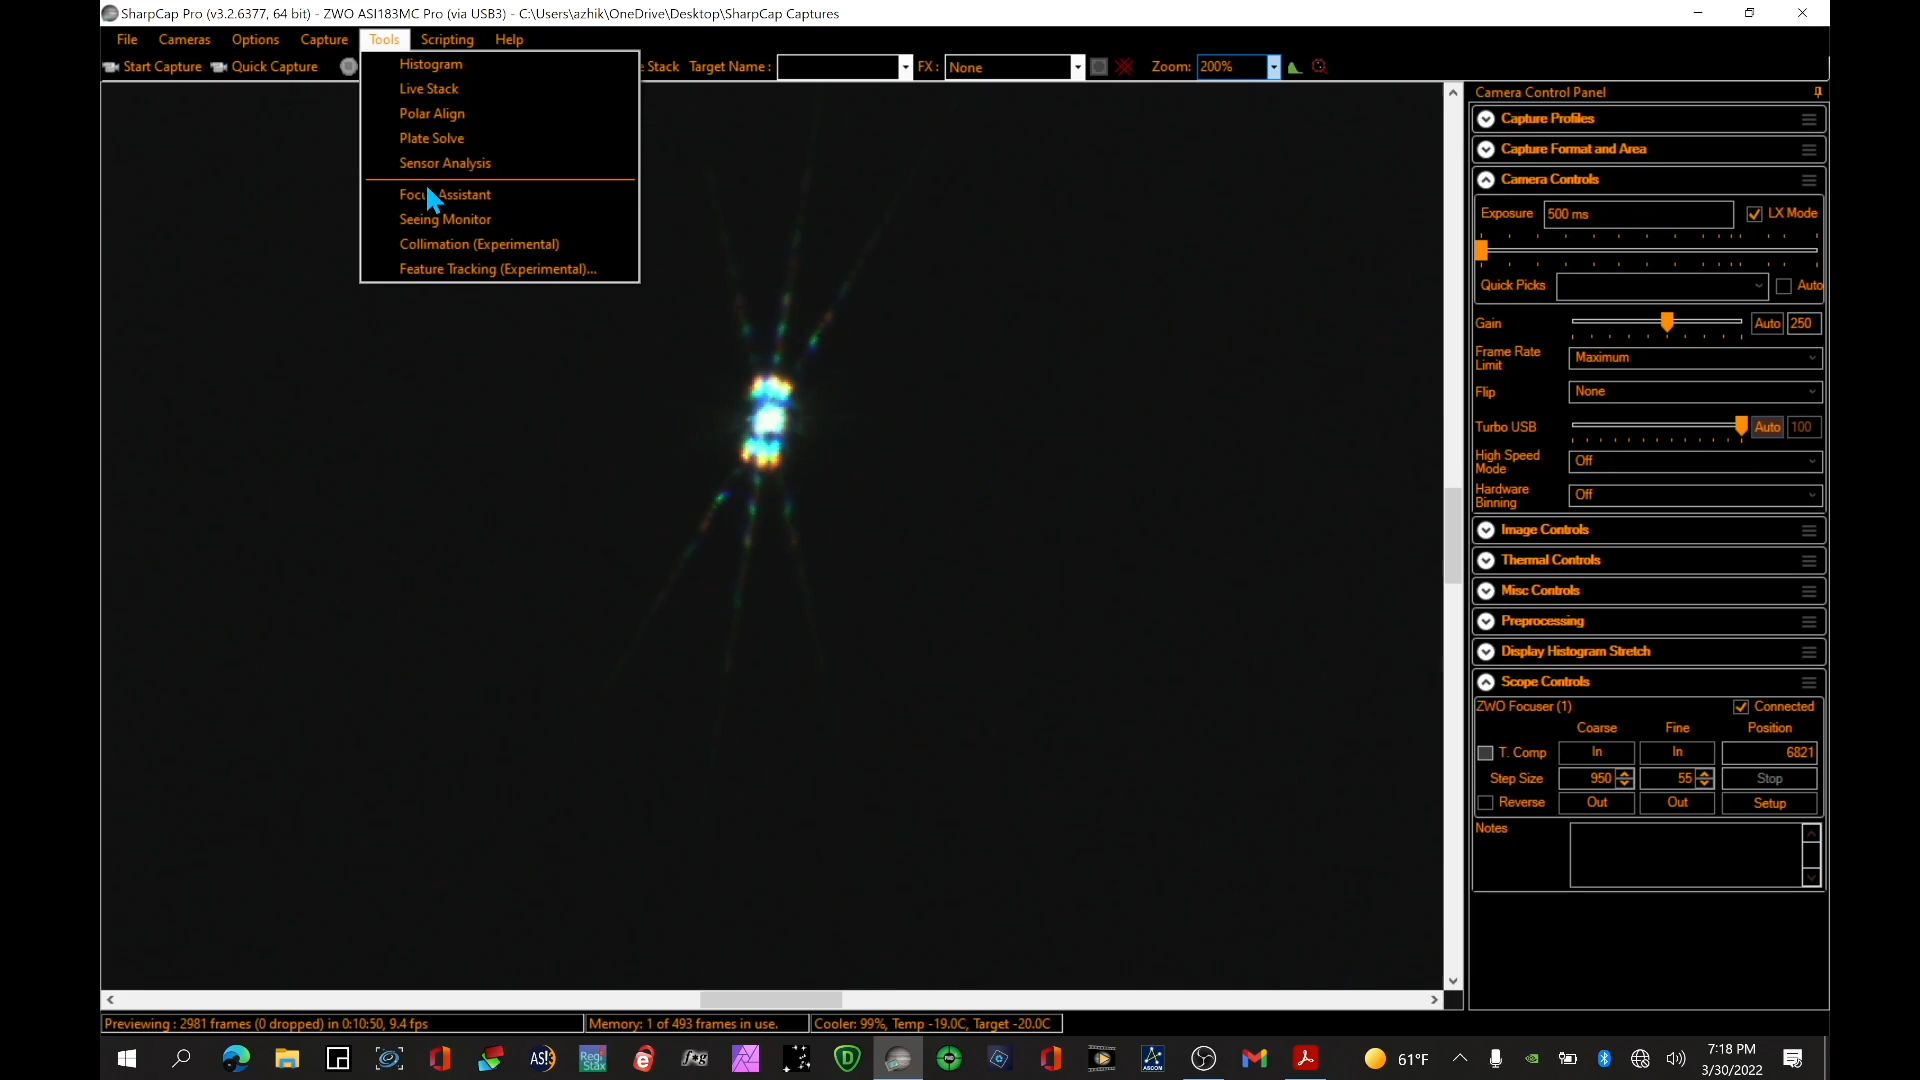 SharpCap Pro (v3.2.6377, 64 bit) - ZWO ASI183MC Pro (via USB3) - C:\Users\azhik\OneDrive\Desktop\SharpCap Captures
File Cameras Options Capture Tools Scripting Help
Start Capture Quick Capture Stack Target Name : FX : None Zoom: 200%
Histogram
Live Stack
Polar Align
Plate Solve
Sensor Analysis
Focus Assistant
Seeing Monitor
Collimation (Experimental)
Feature Tracking (Experimental)...
Camera Control Panel
Capture Profiles
Capture Format and Area
Camera Controls
Exposure 500 ms LX Mode
Quick Picks Auto
Gain Auto 250
Frame Rate Limit Maximum
Flip None
Turbo USB Auto 100
High Speed Mode Off
Hardware Binning Off
Image Controls
Thermal Controls
Misc Controls
Preprocessing
Display Histogram Stretch
Scope Controls
ZWO Focuser (1) Connected
Coarse Fine Position
T. Comp In In 6821
Step Size 950 55 Stop
Reverse Out Out Setup
Notes
Previewing : 2981 frames (0 dropped) in 0:10:50, 9.4 fps Memory: 1 of 493 frames in use. Cooler: 99%, Temp -19.0C, Target -20.0C
ASI3
Regi Stax
PHD
ASCOM
61°F
7:18 PM
3/30/2022